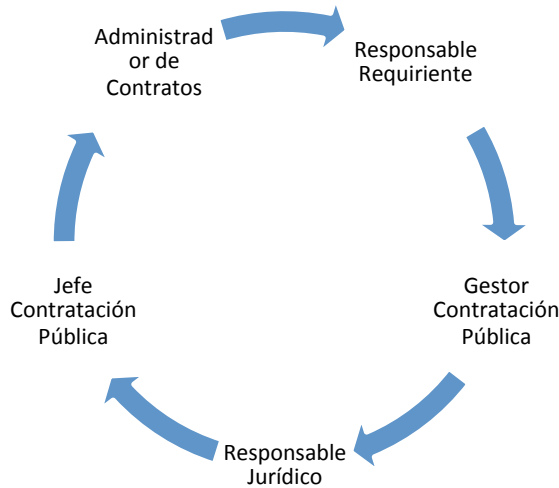 Administrad
or de
Contratos
Responsable
Requiriente
Gestor
Contratación
Pública
Responsable
Jurídico
Jefe
Contratación
Pública